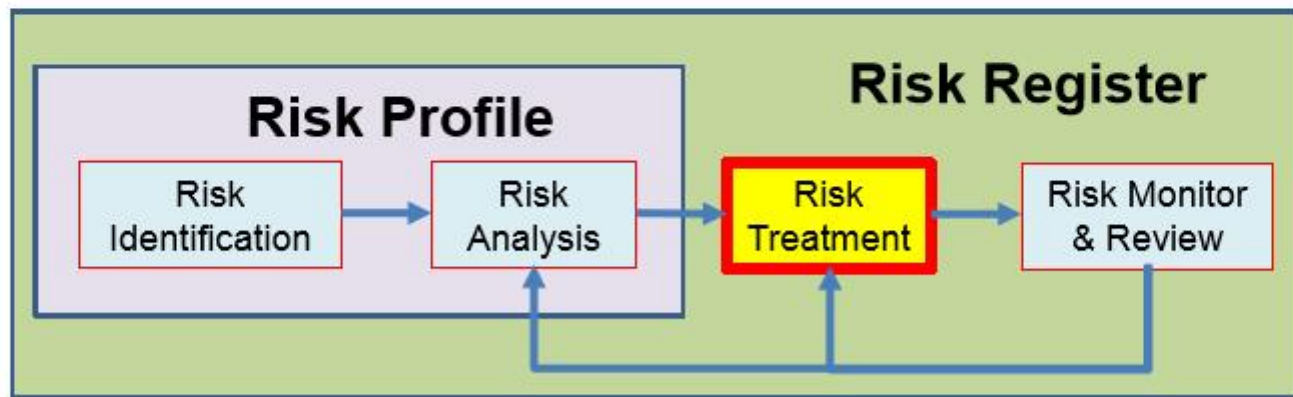 Risk Register
Risk Profile
Risk
Identification
Risk
Analysis
Risk
Treatment
Risk Monitor
& Review